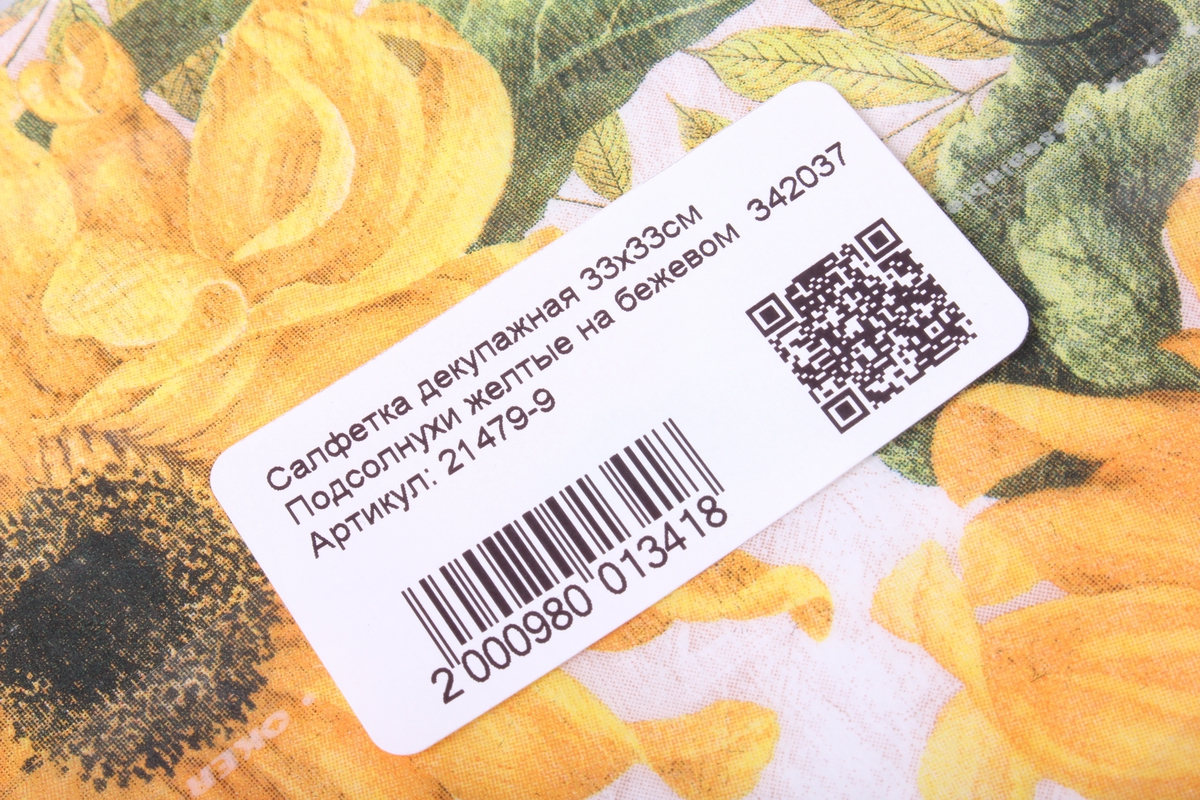 Салфетка декупажная 33х33см
Подсолнухи желтые на бежевом 342037
Артикул: 21479-9
2 000980 013418